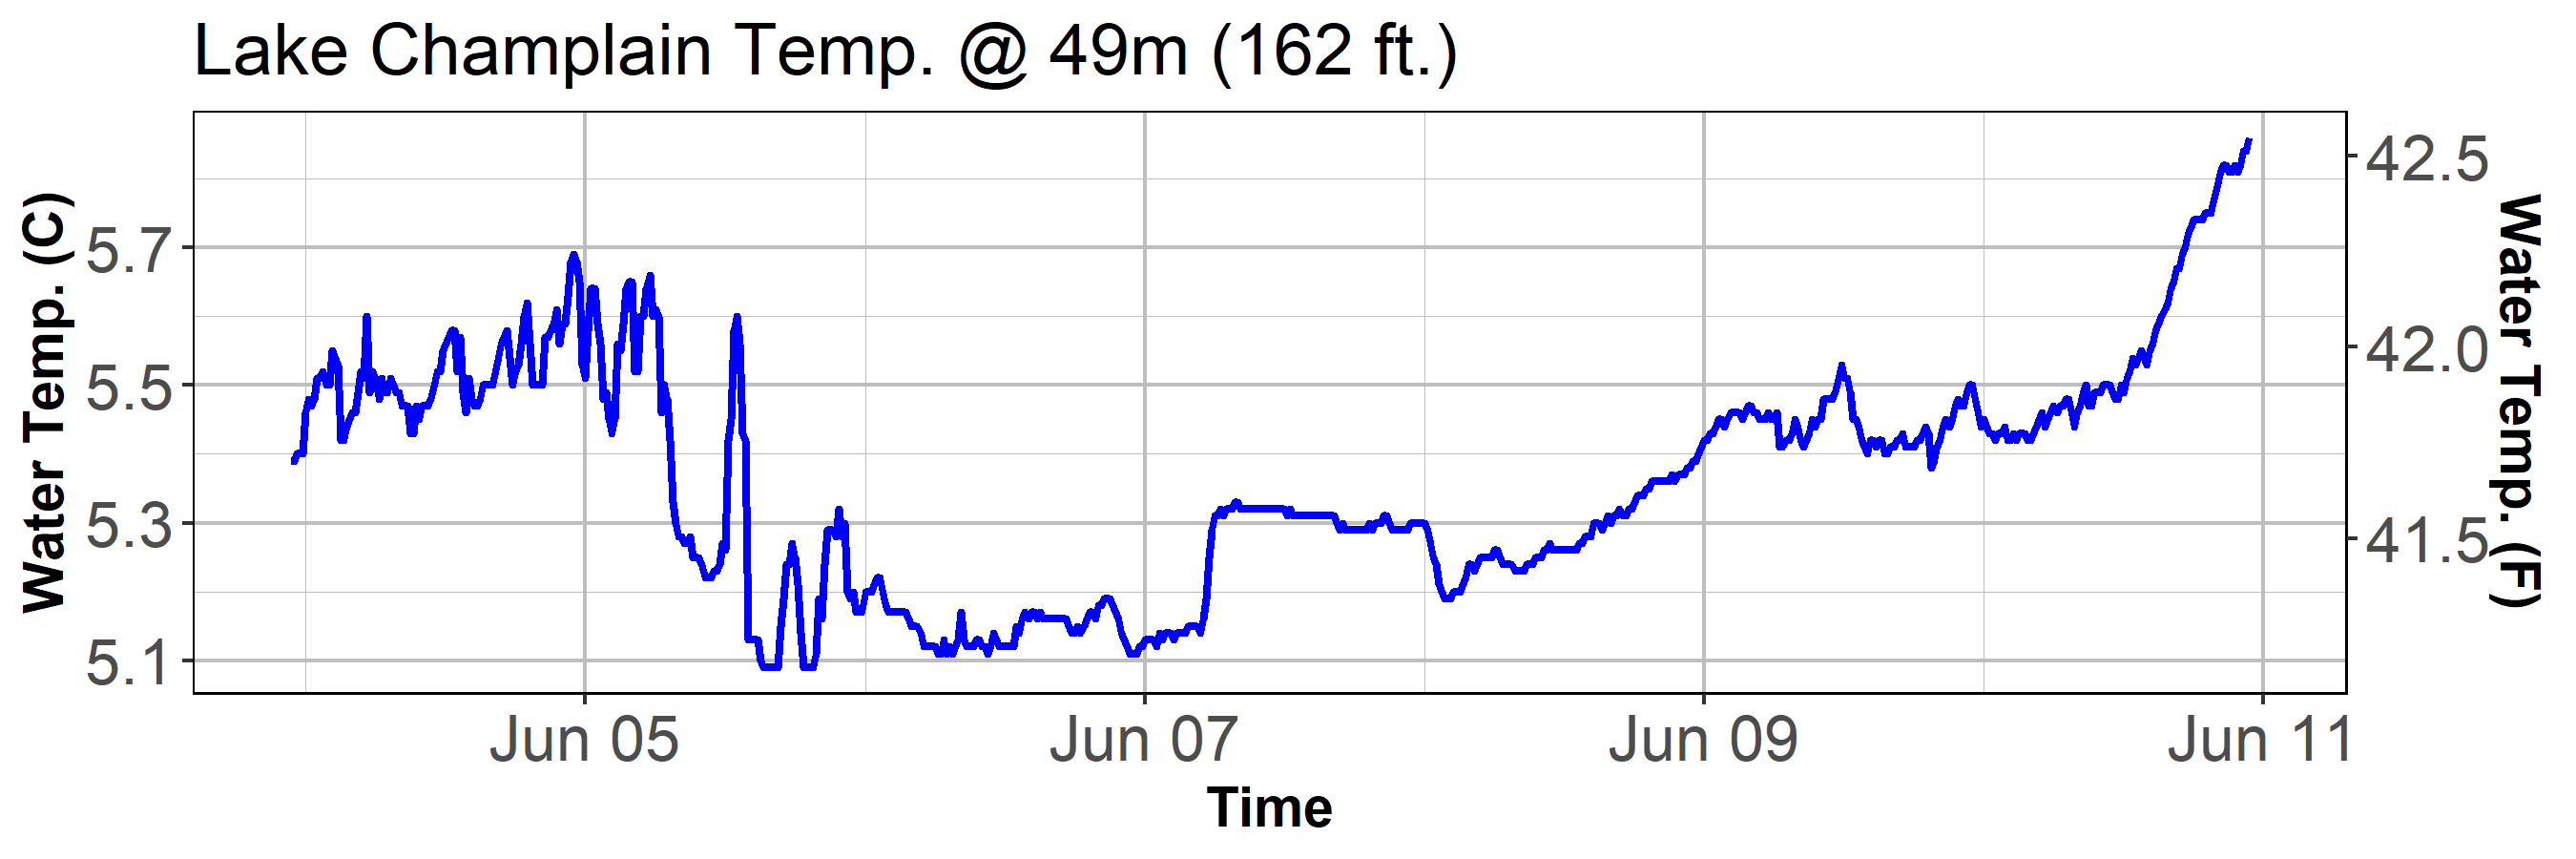 Lake Champlain Temp. @ 49m (162 ft.)
Water Temp. (C)
5.7
5.5
5.3
5.1
42.5
42.0
41.5
Water Temp. (F)
Jun 05 Jun 07 Jun 09 Jun 11
Time